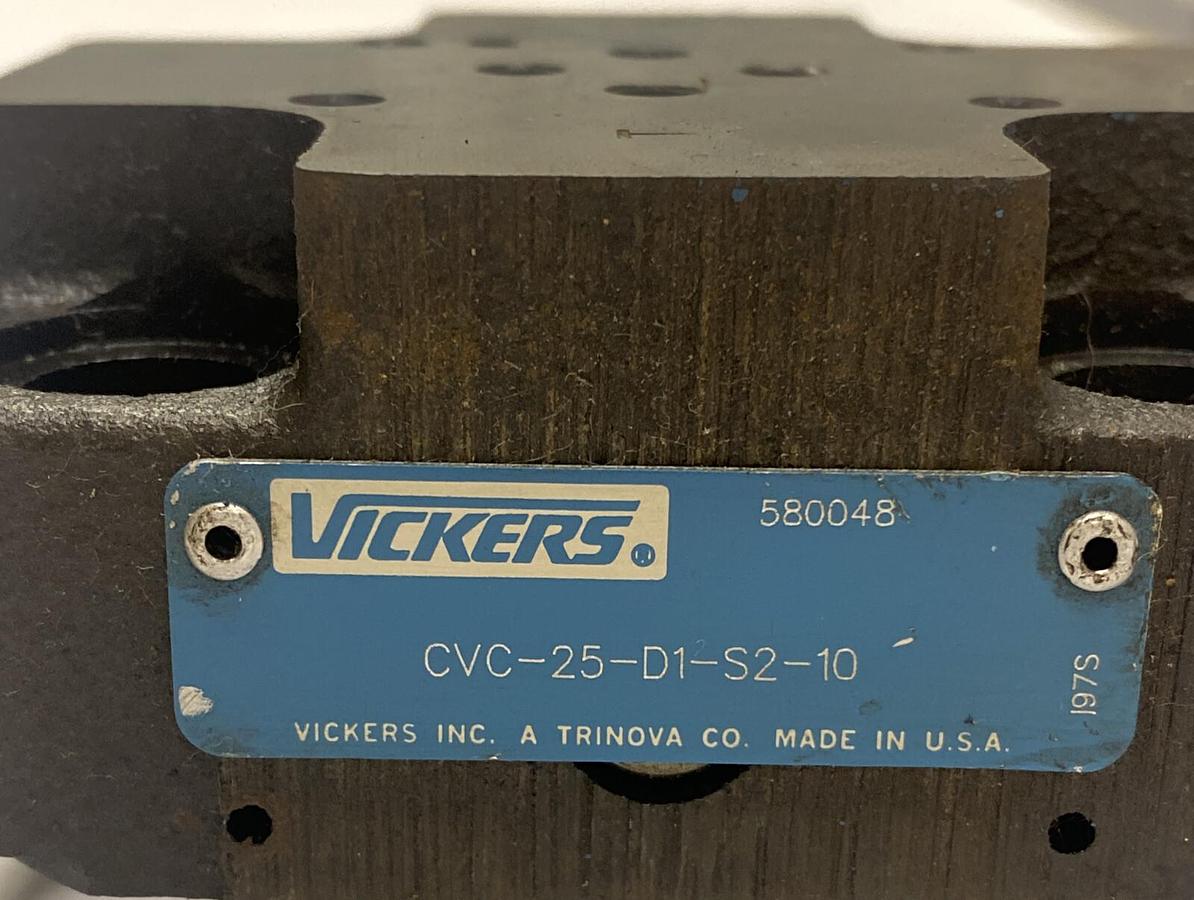 VICKERS
580048
CVC-25-D1-S2-10
I97S
VICKERS INC. A TRINOVA CO. MADE IN U.S.A.